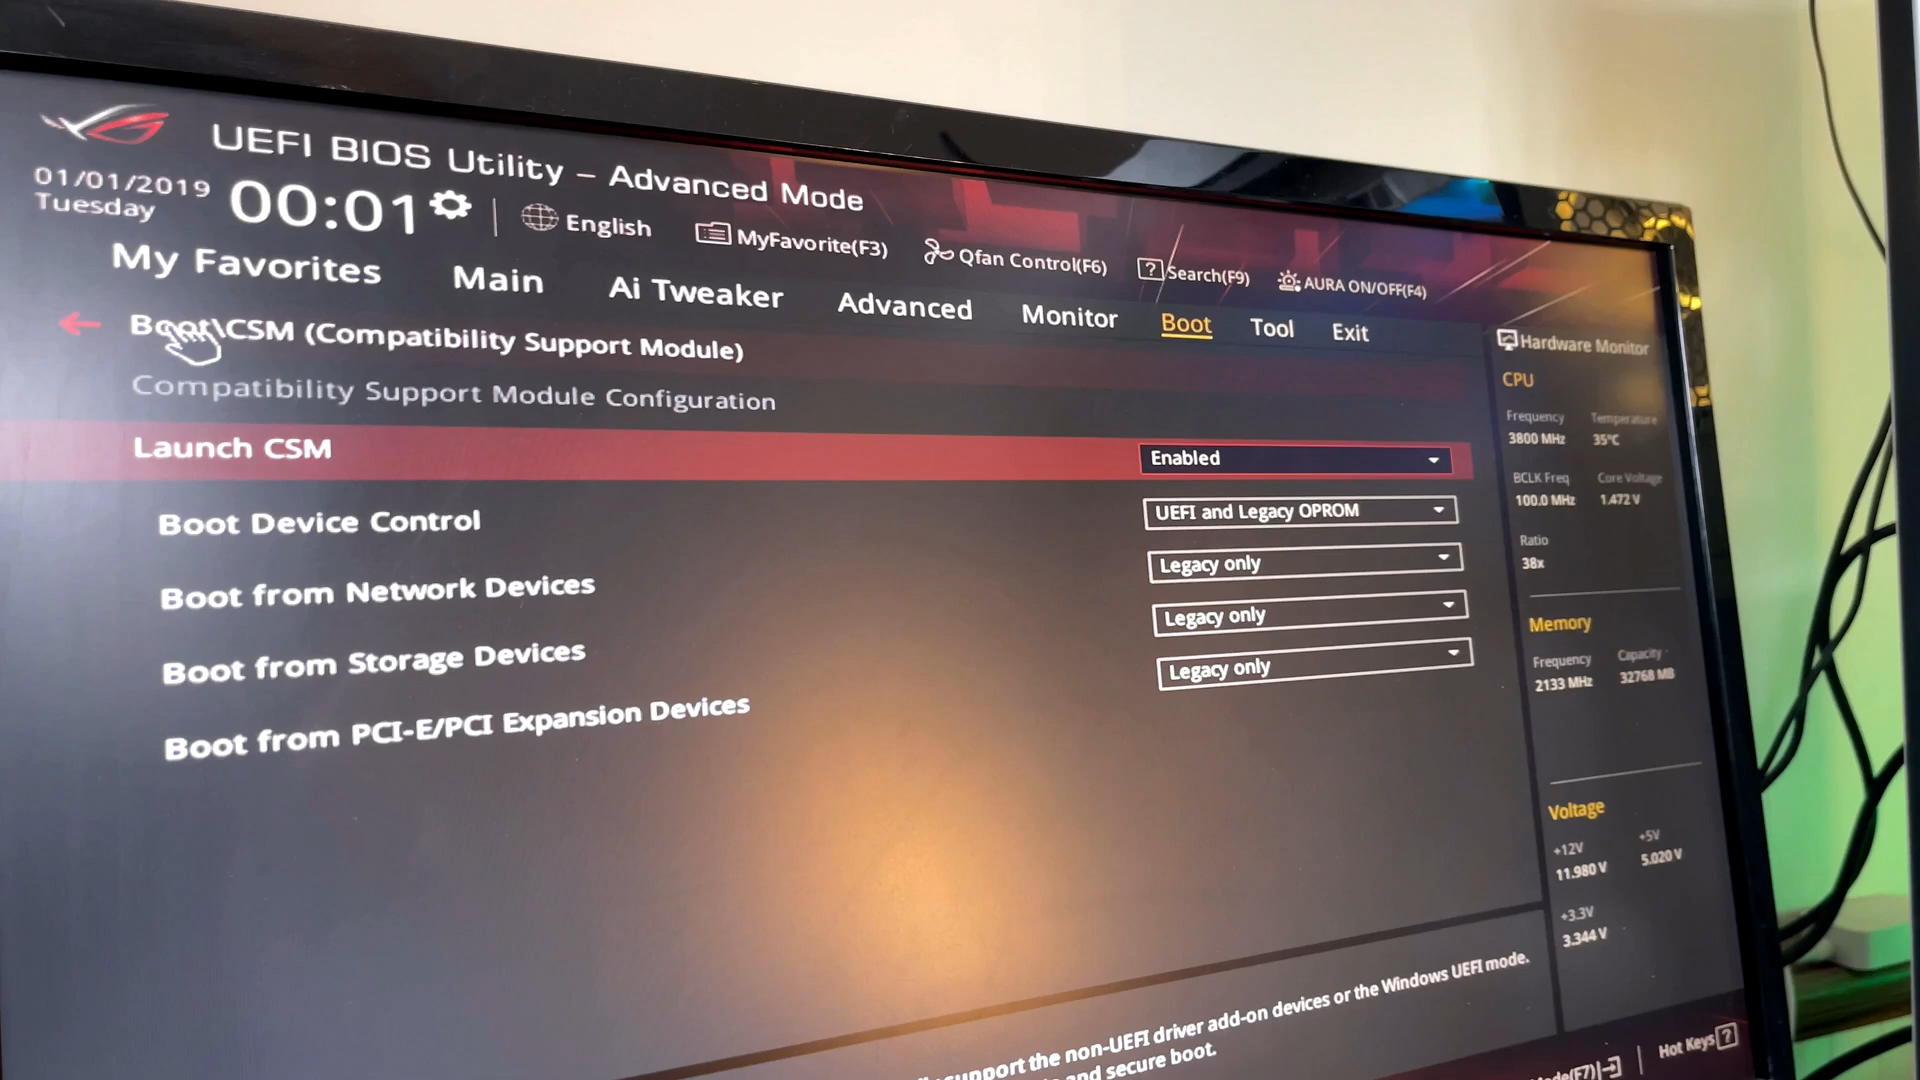 UEFI BIOS Utility – Advanced Mode
01/01/2019
Tuesday
00:01
English
MyFavorite(F3)
Qfan Control(F6)
? Search(F9)
AURA ON/OFF(F4)
My Favorites
Main
Ai Tweaker
Advanced
Monitor
Boot
Tool
Exit
Boot\CSM (Compatibility Support Module)
Compatibility Support Module Configuration
Launch CSM
Enabled
Boot Device Control
UEFI and Legacy OPROM
Boot from Network Devices
Legacy only
Boot from Storage Devices
Legacy only
Boot from PCI-E/PCI Expansion Devices
Legacy only
Hardware Monitor
CPU
Frequency Temperature
3800 MHz 35°C
BCLK Freq Core Voltage
100.0 MHz 1.472 V
Ratio
38x
Memory
Frequency Capacity
2133 MHz 32768 MB
Voltage
+12V +5V
11.980 V 5.020 V
+3.3V
3.344 V
support the non-UEFI driver add-on devices or the Windows UEFI mode.
and secure boot.
(F7)
Hot Keys ?